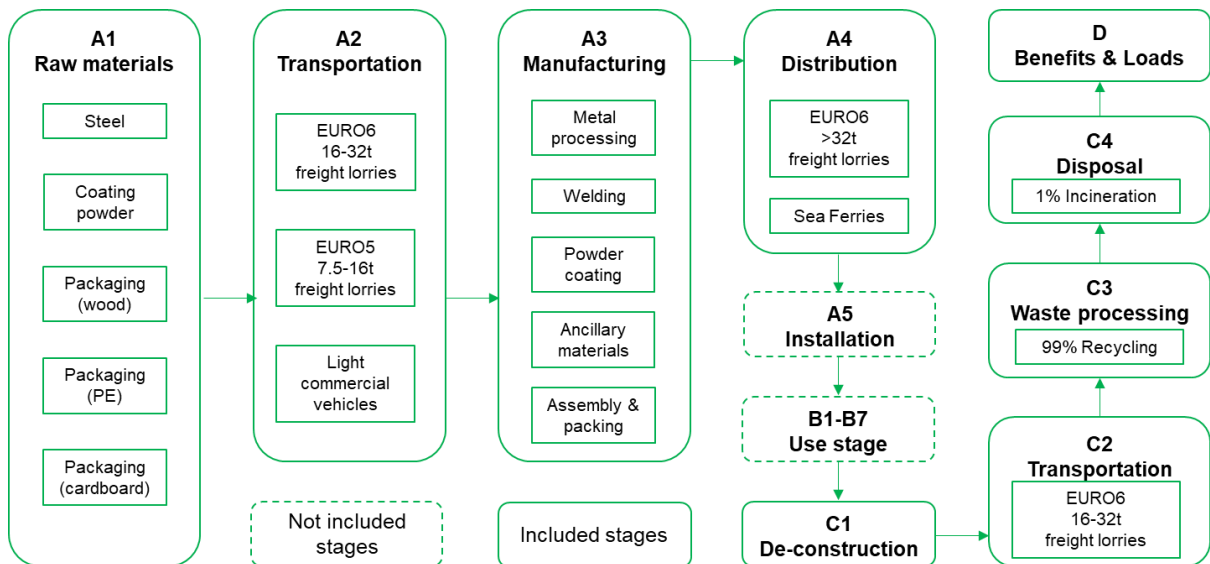 A1
Raw materials
Steel
Coating
powder
Packaging
(wood)
Packaging
(PE)
Packaging
(cardboard)
A2
Transportation
EURO6
16-32t
freight lorries
EURO5
7.5-16t
freight lorries
Light
commercial
vehicles
Not included
stages
A3
Manufacturing
Metal
processing
Welding
Powder
coating
Ancillary
materials
Assembly &
packing
Included stages
A4
Distribution
EURO6
>32t
freight lorries
Sea Ferries
A5
Installation
B1-B7
Use stage
C1
De-construction
C2
Transportation
EURO6
16-32t
freight lorries
C3
Waste processing
99% Recycling
C4
Disposal
1% Incineration
D
Benefits & Loads